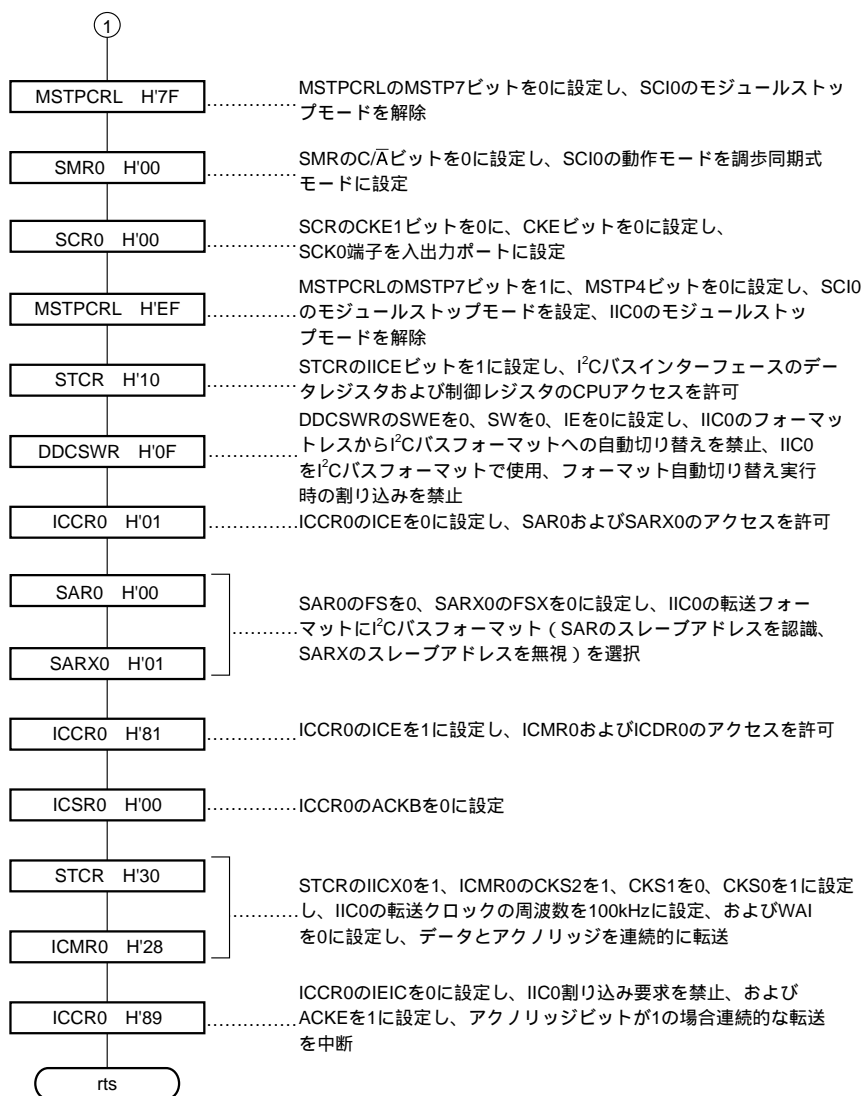 1
MSTPCRL H'7F
MSTPCRLのMSTP7ビットを0に設定し、SCI0のモジュールストッ
プモードを解除
SMR0 H'00
SMRのC/A̅ビットを0に設定し、SCI0の動作モードを調歩同期式
モードに設定
SCR0 H'00
SCRのCKE1ビットを0に、CKEビットを0に設定し、
SCK0端子を入出力ポートに設定
MSTPCRL H'EF
MSTPCRLのMSTP7ビットを1に、MSTP4ビットを0に設定し、SCI0
のモジュールストップモードを設定、IIC0のモジュールストッ
プモードを解除
STCR H'10
STCRのIICEビットを1に設定し、I²Cバスインターフェースのデー
タレジスタおよび制御レジスタのCPUアクセスを許可
DDCSWR H'0F
DDCSWRのSWEを0、SWを0、IEを0に設定し、IIC0のフォーマッ
トレスからI²Cバスフォーマットへの自動切り替えを禁止、IIC0
をI²Cバスフォーマットで使用、フォーマット自動切り替え実行
時の割り込みを禁止
ICCR0 H'01
ICCR0のICEを0に設定し、SAR0およびSARX0のアクセスを許可
SAR0 H'00
SARX0 H'01
SAR0のFSを0、SARX0のFSXを0に設定し、IIC0の転送フォー
マットにI²Cバスフォーマット(SARのスレーブアドレスを認識、
SARXのスレーブアドレスを無視)を選択
ICCR0 H'81
ICCR0のICEを1に設定し、ICMR0およびICDR0のアクセスを許可
ICSR0 H'00
ICCR0のACKBを0に設定
STCR H'30
ICMR0 H'28
STCRのIICX0を1、ICMR0のCKS2を1、CKS1を0、CKS0を1に設定
し、IIC0の転送クロックの周波数を100kHzに設定、およびWAI
を0に設定し、データとアクノリッジを連続的に転送
ICCR0 H'89
ICCR0のIEICを0に設定し、IIC0割り込み要求を禁止、および
ACKEを1に設定し、アクノリッジビットが1の場合連続的な転送
を中断
rts